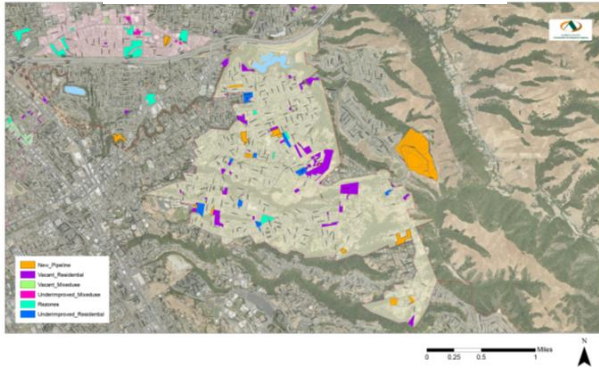 New_Pipeline
Vacant_Residential
Vacant_Mixeduse
Underimproved_Mixeduse
Rezones
Underimproved_Residential
N
Miles
0 0.25 0.5 1